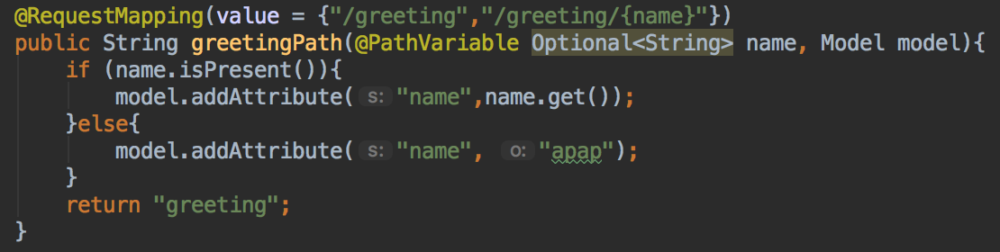 @RequestMapping(value = {"/greeting","/greeting/{name}"})
public String greetingPath(@PathVariable Optional<String> name, Model model){
    if (name.isPresent()){
        model.addAttribute( s: "name",name.get());
    }else{
        model.addAttribute( s: "name", o: "apap");
    }
    return "greeting";
}